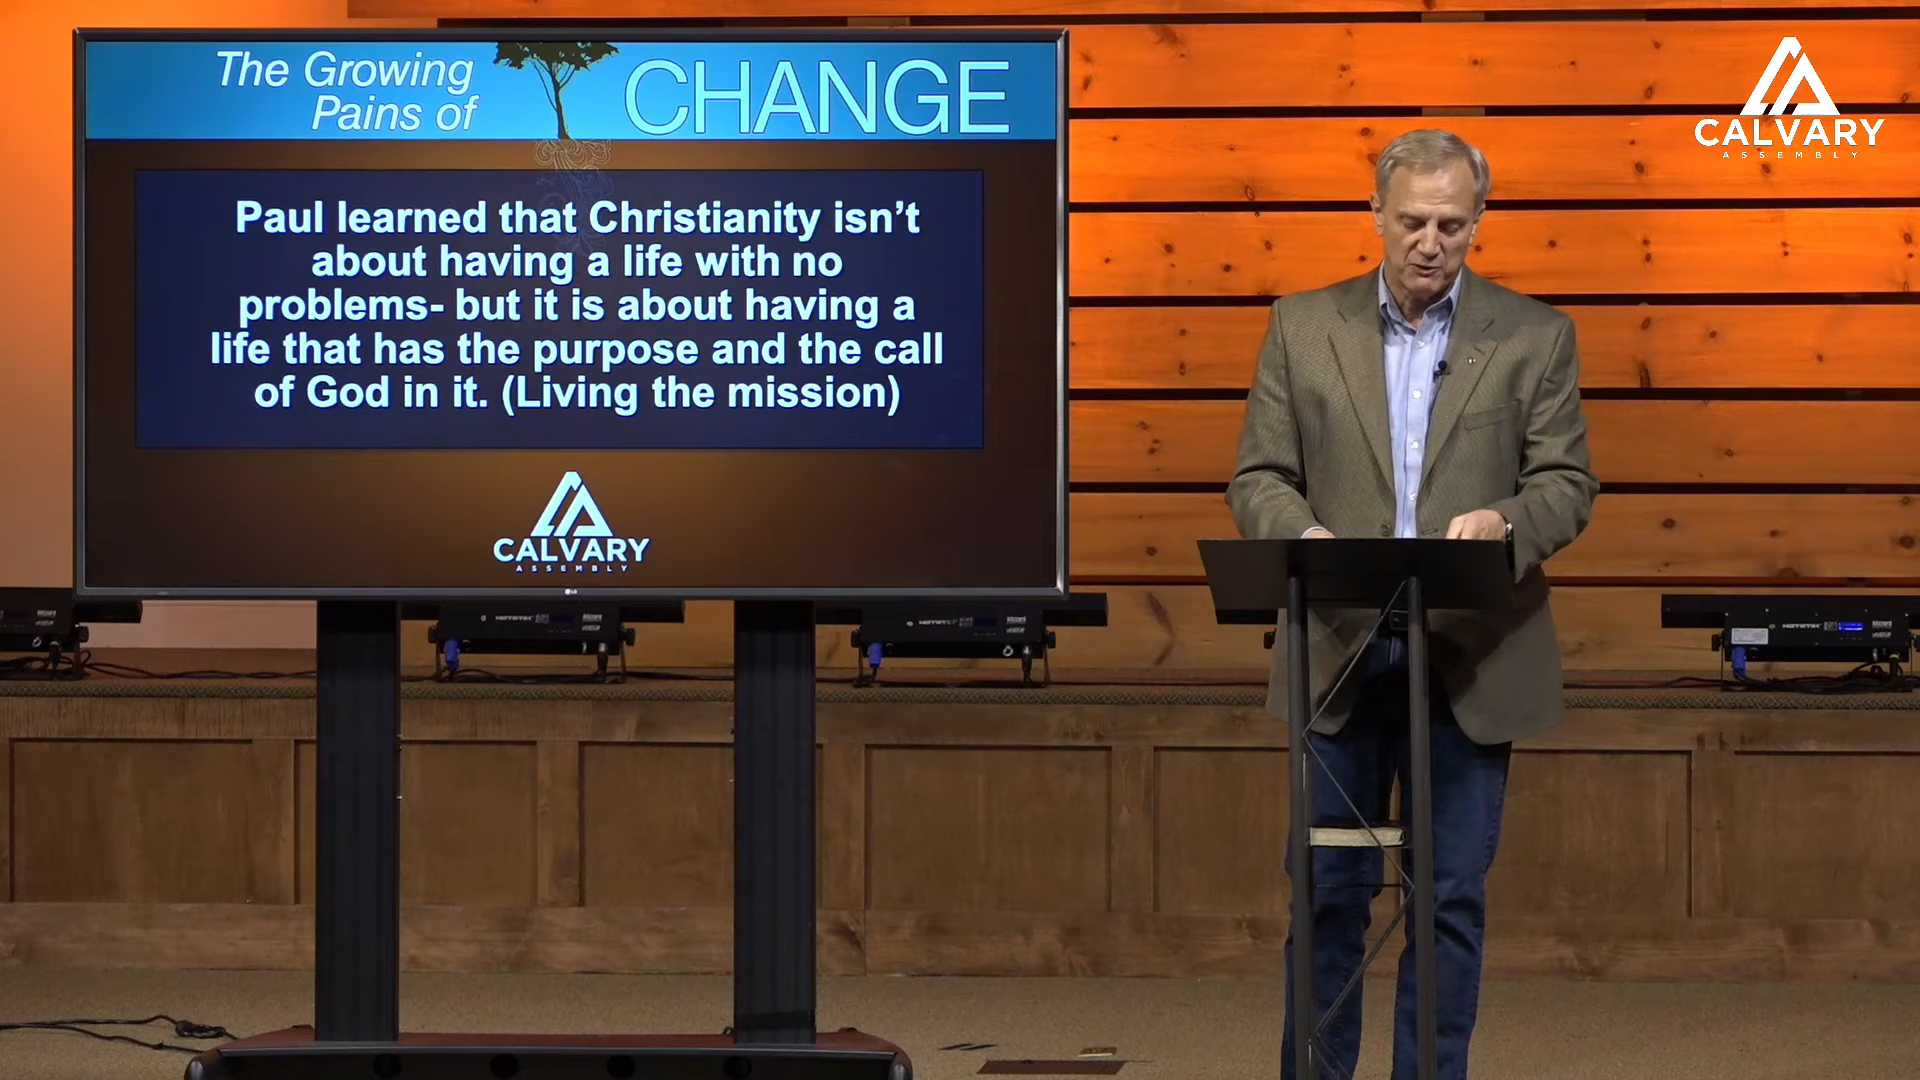 The Growing
Pains of
CHANGE
Paul learned that Christianity isn’t
about having a life with no
problems- but it is about having a
life that has the purpose and the call
of God in it. (Living the mission)
CALVARY
ASSEMBLY
LG
CALVARY
ASSEMBLY